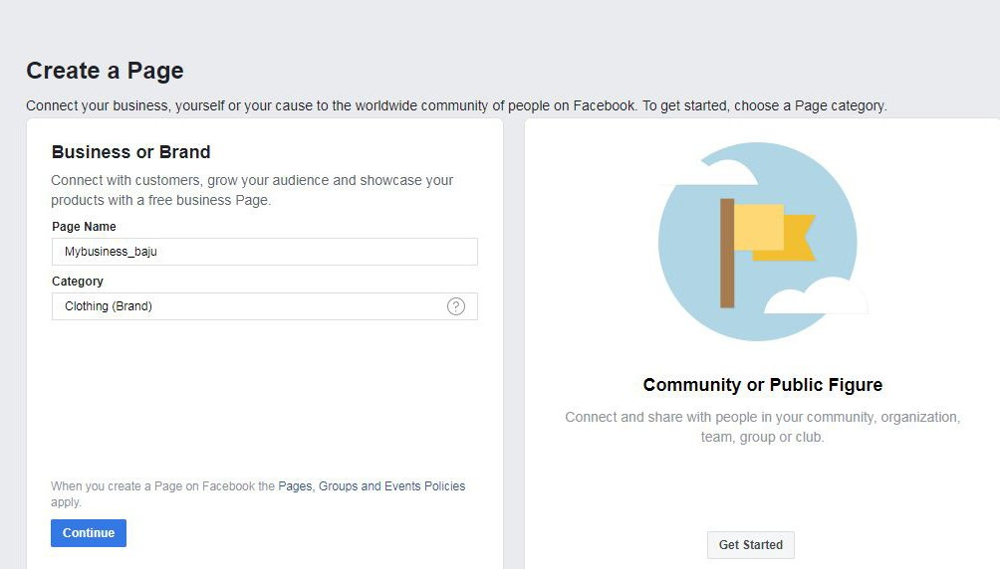 Create a Page
Connect your business, yourself or your cause to the worldwide community of people on Facebook. To get started, choose a Page category.
Business or Brand
Connect with customers, grow your audience and showcase your
products with a free business Page.
Page Name
Mybusiness_baju
Category
Clothing (Brand)
?
When you create a Page on Facebook the Pages, Groups and Events Policies
apply.
Continue
Community or Public Figure
Connect and share with people in your community, organization,
team, group or club.
Get Started